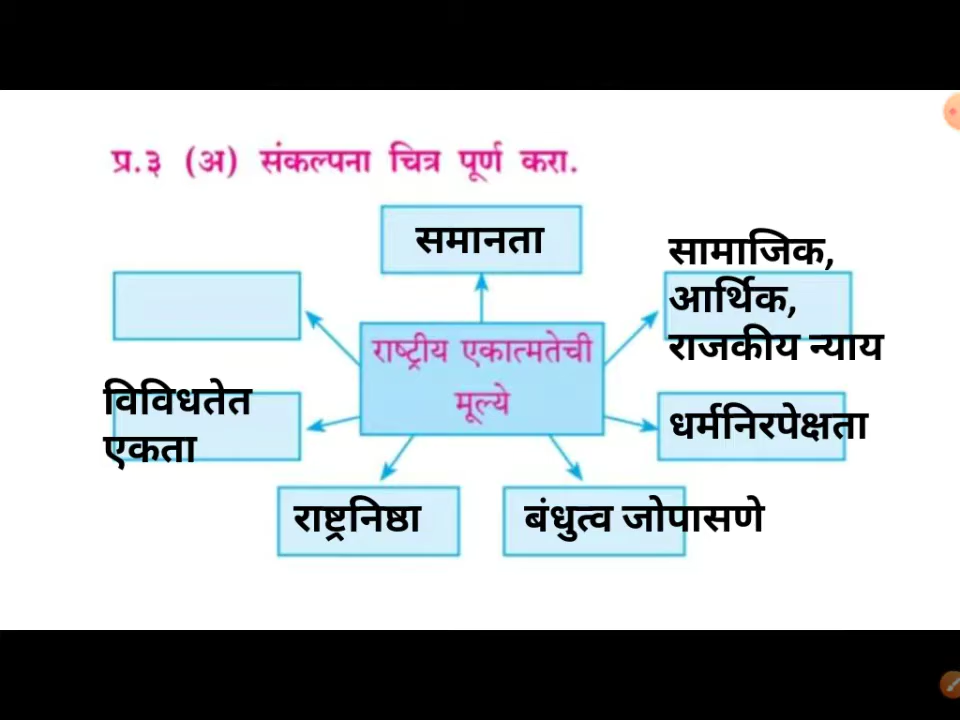 प्र.३ (अ) संकल्पना चित्र पूर्ण करा.
समानता
सामाजिक,
आर्थिक,
राजकीय न्याय
राष्ट्रीय एकात्मतेची
मूल्ये
विविधतेत
एकता
धर्मनिरपेक्षता
राष्ट्रनिष्ठा
बंधुत्व जोपासणे